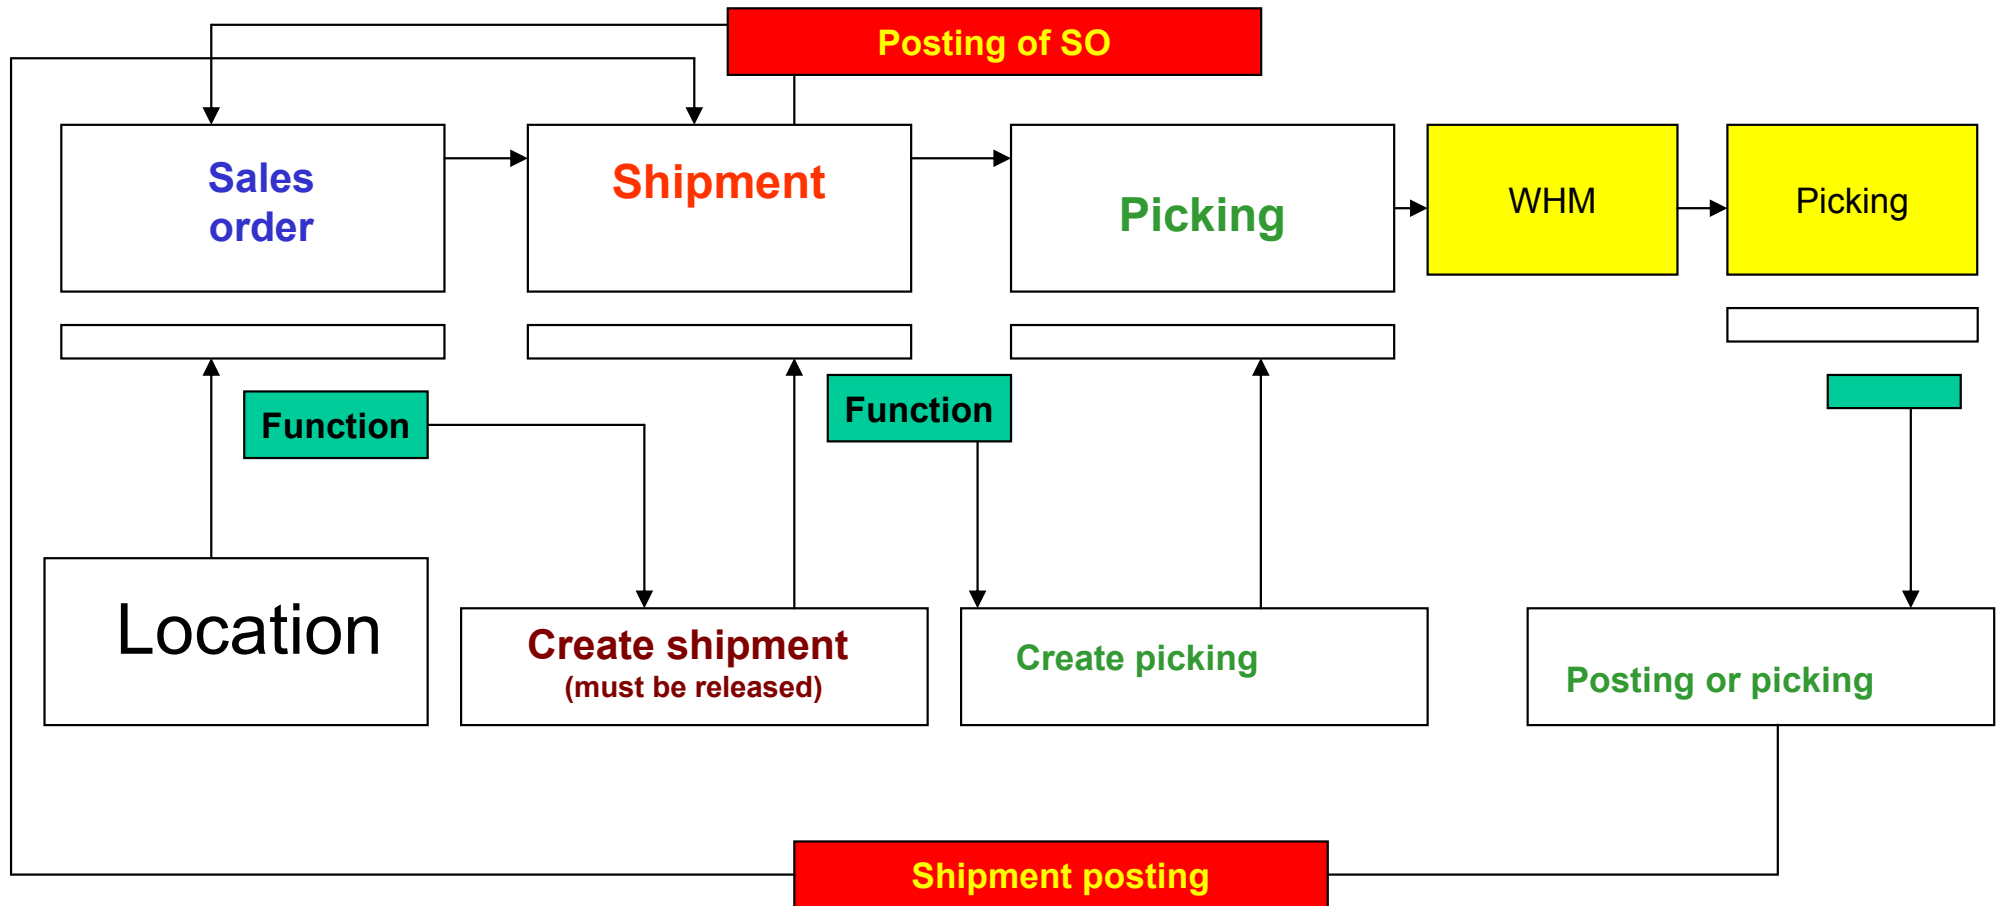 Posting of SO
Sales
order
Shipment
Picking
WHM
Picking
Function
Function
Location
Create shipment
(must be released)
Create picking
Posting or picking
Shipment posting